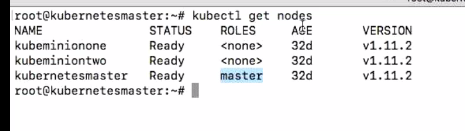 root@kubernetesmaster:~# kubectl get nodes
NAME STATUS ROLES AGE VERSION
kubeminionone Ready <none> 32d v1.11.2
kubeminiontwo Ready <none> 32d v1.11.2
kubernetesmaster Ready master 32d v1.11.2
root@kubernetesmaster:~#